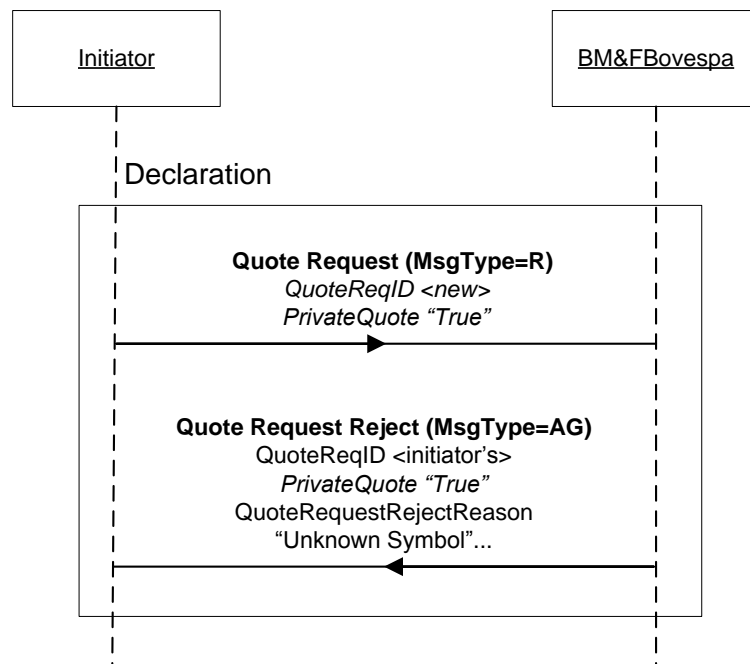 Initiator
BM&FBovespa
Declaration
Quote Request (MsgType=R)
QuoteReqID <new>
PrivateQuote “True”
Quote Request Reject (MsgType=AG)
QuoteReqID <initiator’s>
PrivateQuote “True”
QuoteRequestRejectReason
“Unknown Symbol”...